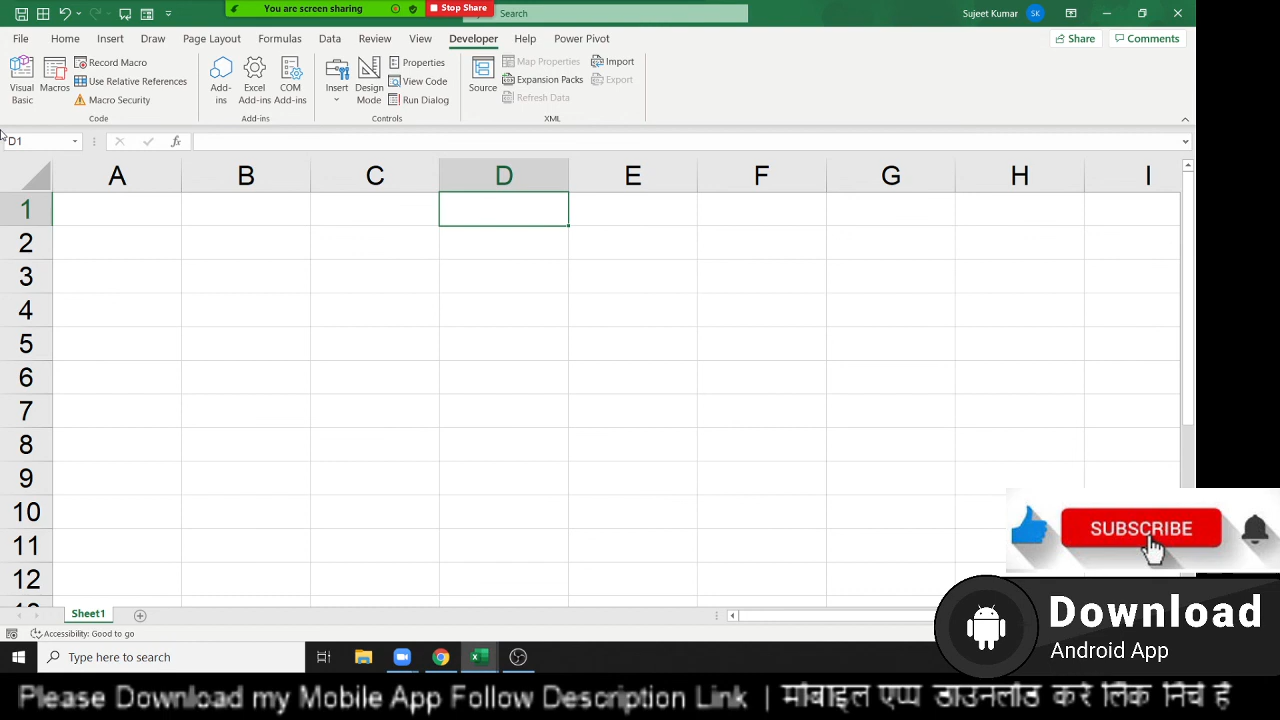 You are screen sharing
Stop Share
Search
Sujeet Kumar
SK
File Home Insert Draw Page Layout Formulas Data Review View Developer Help Power Pivot
Share
Comments
Visual Basic
Macros
Record Macro
Use Relative References
Macro Security
Code
Add-ins
Excel Add-ins
COM Add-ins
Add-ins
Insert
Design Mode
Properties
View Code
Run Dialog
Controls
Source
Map Properties
Expansion Packs
Refresh Data
Import
Export
XML
D1
fx
A B C D E F G H I
1
2
3
4
5
6
7
8
9
10
11
12
Sheet1
Accessibility: Good to go
Type here to search
SUBSCRIBE
Download
Android App
Please Download my Mobile App Follow Description Link | मोबाइल एप्प डाउनलोड करे लिंक निचे हैं